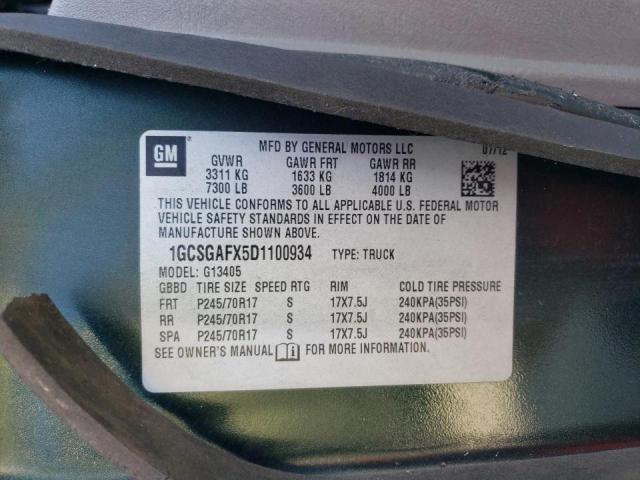 GM
MFD BY GENERAL MOTORS LLC 07/12
GVWR GAWR FRT GAWR RR
3311 KG 1633 KG 1814 KG
7300 LB 3600 LB 4000 LB
THIS VEHICLE CONFORMS TO ALL APPLICABLE U.S. FEDERAL MOTOR
VEHICLE SAFETY STANDARDS IN EFFECT ON THE DATE OF
MANUFACTURE SHOWN ABOVE.
1GCSGAFX5D1100934 TYPE: TRUCK
MODEL: G13405
GBBD TIRE SIZE SPEED RTG RIM COLD TIRE PRESSURE
FRT P245/70R17 S 17X7.5J 240KPA(35PSI)
RR P245/70R17 S 17X7.5J 240KPA(35PSI)
SPA P245/70R17 S 17X7.5J 240KPA(35PSI)
SEE OWNER'S MANUAL FOR MORE INFORMATION.